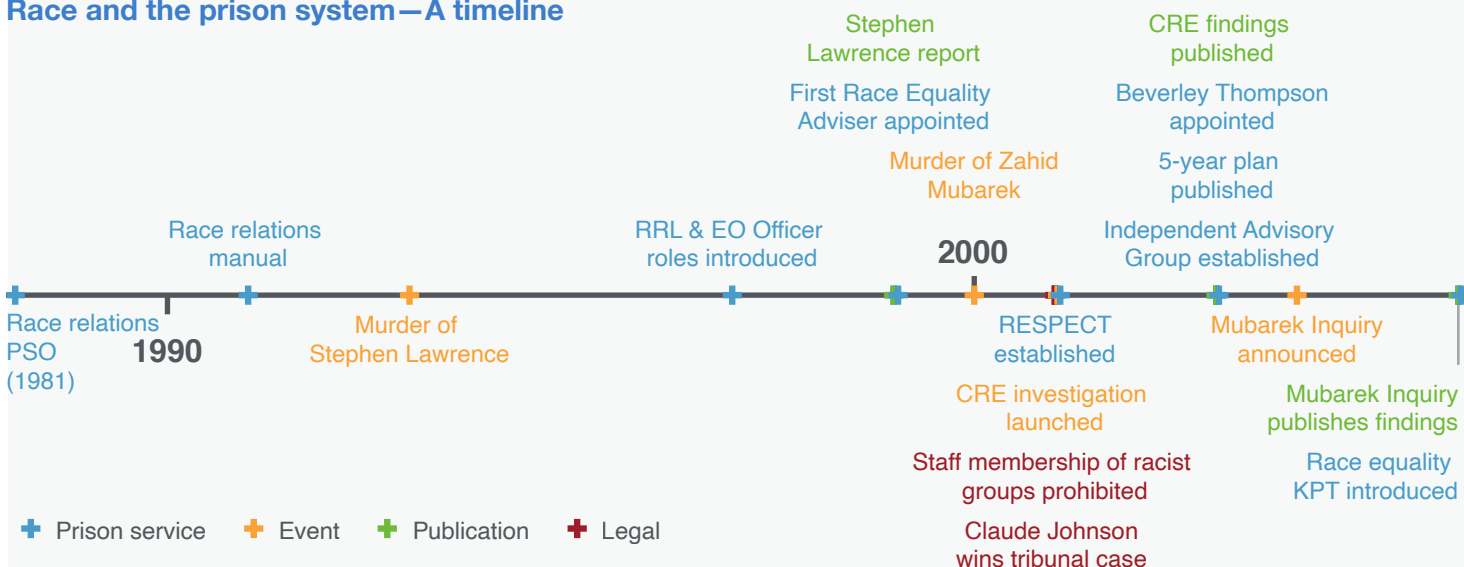 Race and the prison system—A timeline
Stephen
Lawrence report
First Race Equality
Adviser appointed
Murder of Zahid
Mubarek
CRE findings
published
Beverley Thompson
appointed
5-year plan
published
Race relations
manual
RRL & EO Officer
roles introduced
2000
Independent Advisory
Group established
Race relations
PSO
(1981)
1990
Murder of
Stephen Lawrence
RESPECT
established
CRE investigation
launched
Staff membership of racist
groups prohibited
Claude Johnson
wins tribunal case
Mubarek Inquiry
announced
Mubarek Inquiry
publishes findings
Race equality
KPT introduced
Prison service
Event
Publication
Legal